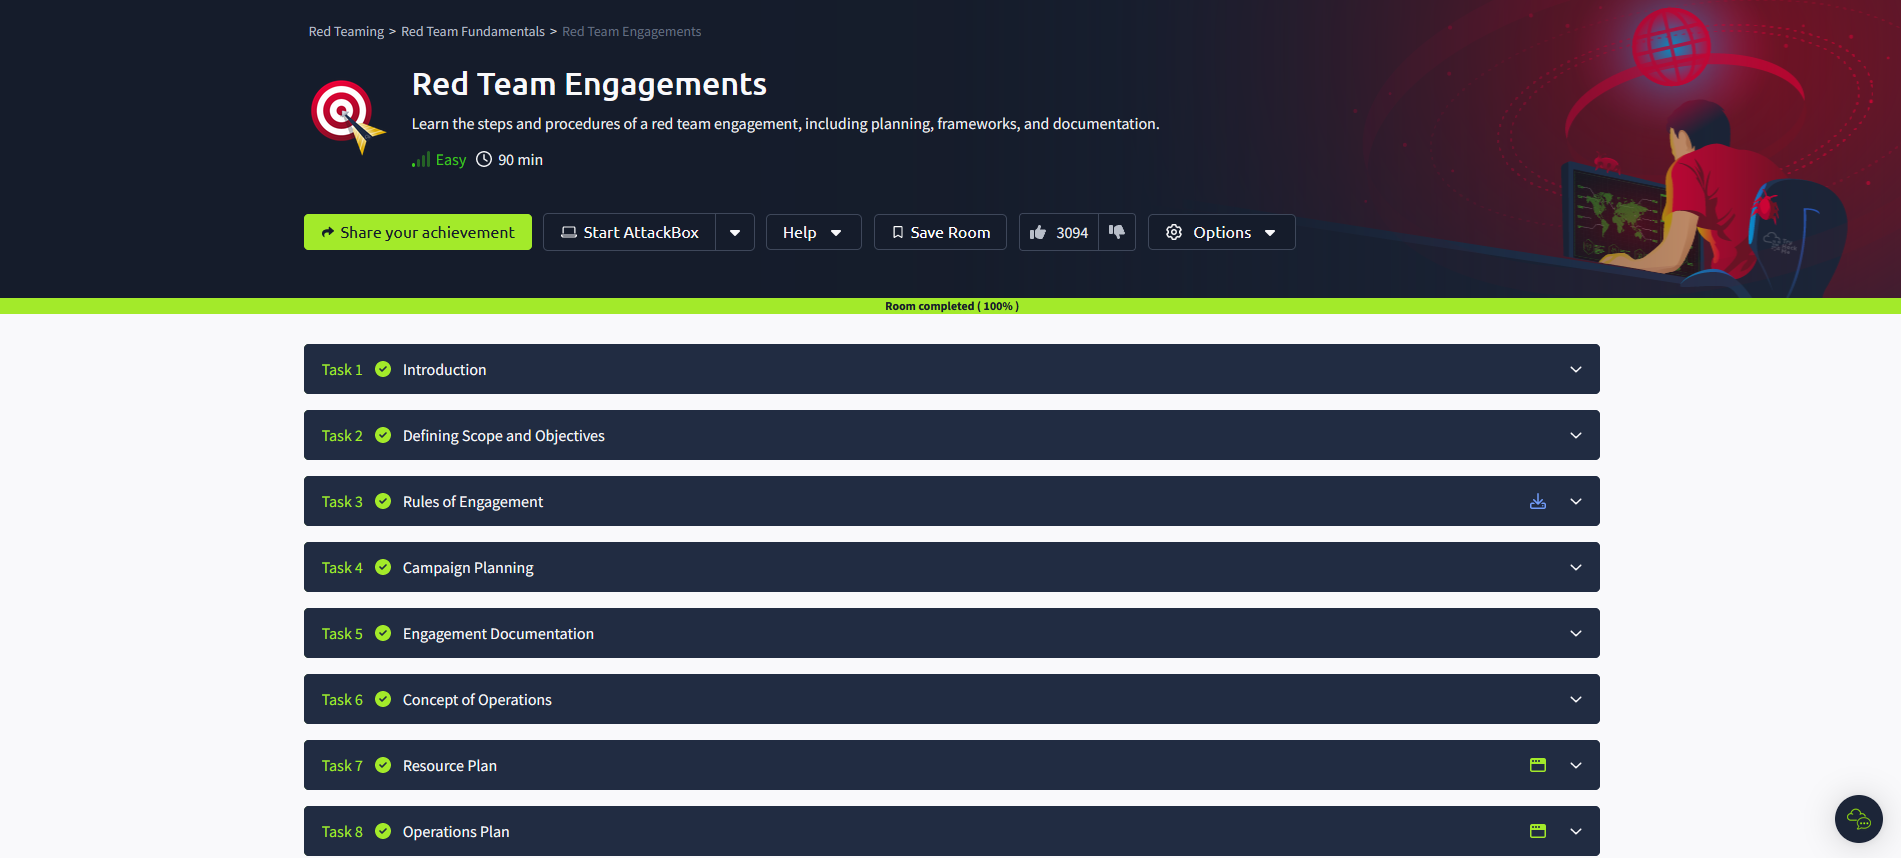 Red Teaming > Red Team Fundamentals > Red Team Engagements
Red Team Engagements
Learn the steps and procedures of a red team engagement, including planning, frameworks, and documentation.
Easy 90 min
Share your achievement Start AttackBox Help Save Room 3094 Options
Room completed ( 100% )
Task 1 Introduction
Task 2 Defining Scope and Objectives
Task 3 Rules of Engagement
Task 4 Campaign Planning
Task 5 Engagement Documentation
Task 6 Concept of Operations
Task 7 Resource Plan
Task 8 Operations Plan